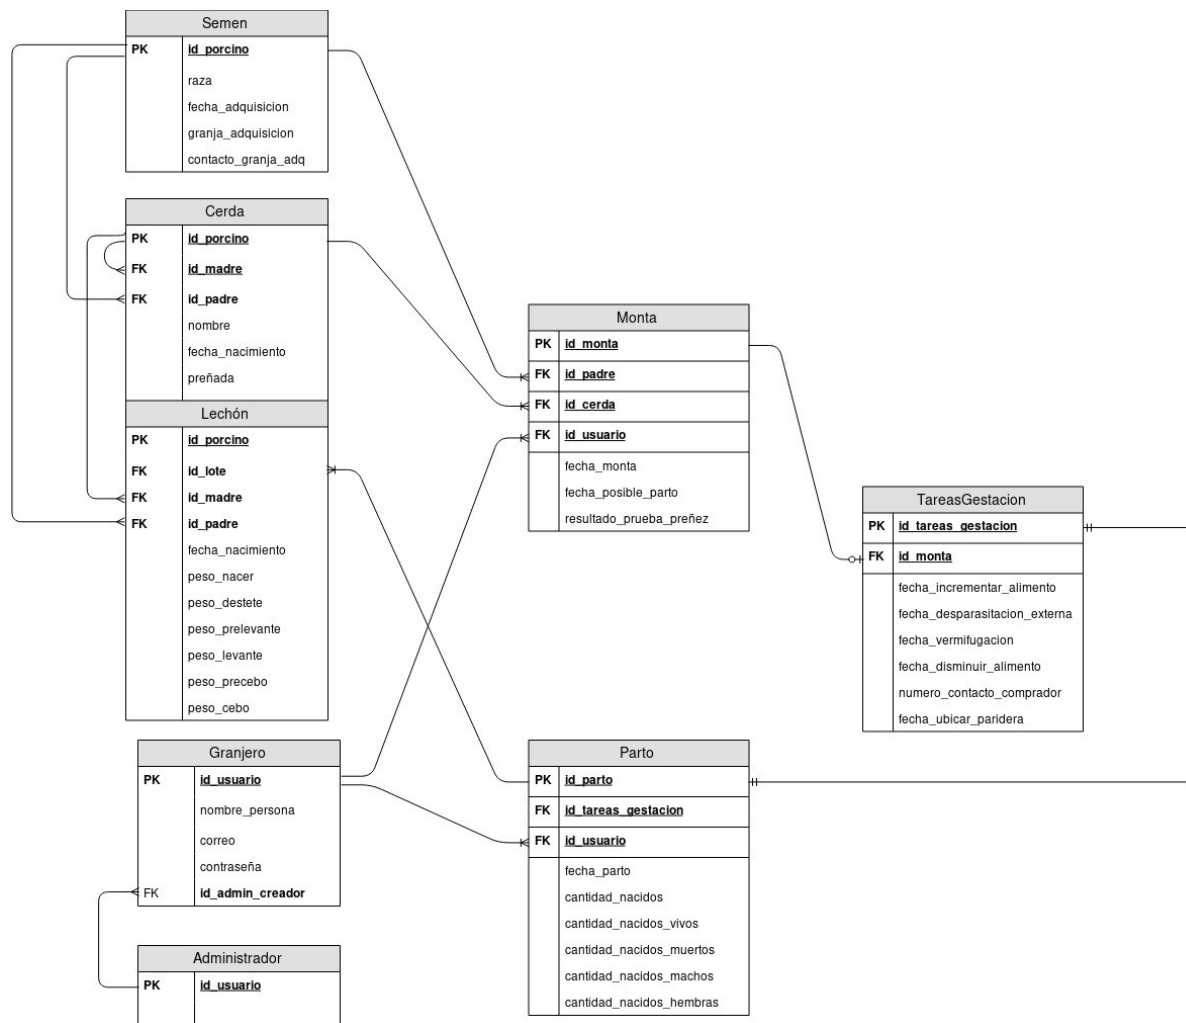 Semen
PK id_porcino
raza
fecha_adquisicion
granja_adquisicion
contacto_granja_adq
Cerda
PK id_porcino
FK id_madre
FK id_padre
nombre
fecha_nacimiento
preñada
Lechón
PK id_porcino
FK id_lote
FK id_madre
FK id_padre
fecha_nacimiento
peso_nacer
peso_destete
peso_prelevante
peso_levante
peso_precebo
peso_cebo
Granjero
PK id_usuario
nombre_persona
correo
contraseña
FK id_admin_creador
Administrador
PK id_usuario
Monta
PK id_monta
FK id_padre
FK id_cerda
FK id_usuario
fecha_monta
fecha_posible_parto
resultado_prueba_preñez
Parto
PK id_parto
FK id_tareas_gestacion
FK id_usuario
fecha_parto
cantidad_nacidos
cantidad_nacidos_vivos
cantidad_nacidos_muertos
cantidad_nacidos_machos
cantidad_nacidos_hembras
TareasGestacion
PK id_tareas_gestacion
FK id_monta
fecha_incrementar_alimento
fecha_desparasitacion_externa
fecha_vermifugacion
fecha_disminuir_alimento
numero_contacto_comprador
fecha_ubicar_paridera